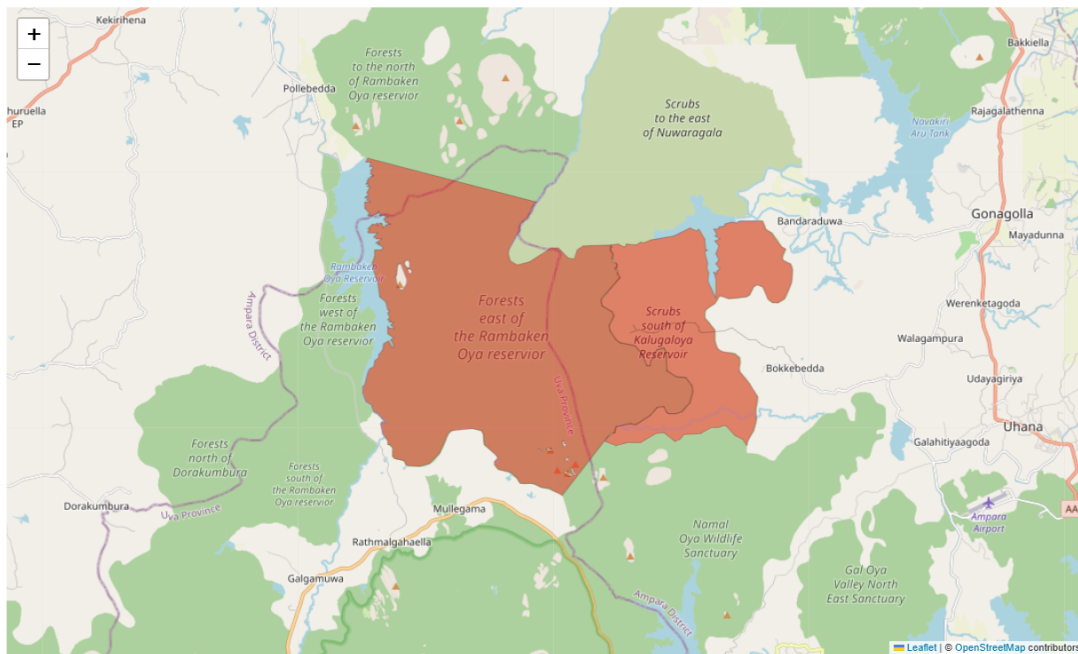 Kekirihena
+
−
Forests
to the north
of Rambaken
Oya reservior
Bakkiella
Pollebedda
huruella
EP
Scrubs
to the east
of Nuwaragala
Navakiri
Aru Tank
Rajagalathenna
Bandaraduwa
Gonagolla
Mayadunna
Rambaken
Oya Reservoir
Forests
west of
the Rambaken
Oya reservior
Ampara District
Forests
east of
the Rambaken
Oya reservior
Scrubs
south of
Kalugaloya
Reservoir
Werenketagoda
Walagampura
Bokkebedda
Udayagiriya
Uva Province
Uhana
Galahitiyaagoda
Forests
north of
Dorakumbura
Forests
south of
the Rambaken
Oya reservior
Dorakumbura
Uva Province
Mullegama
AA
Ampara
Airport
Namal
Oya Wildlife
Sanctuary
Rathmalgahaella
Galgamuwa
Gal Oya
Valley North
East Sanctuary
Ampara District
Leaflet | © OpenStreetMap contributors